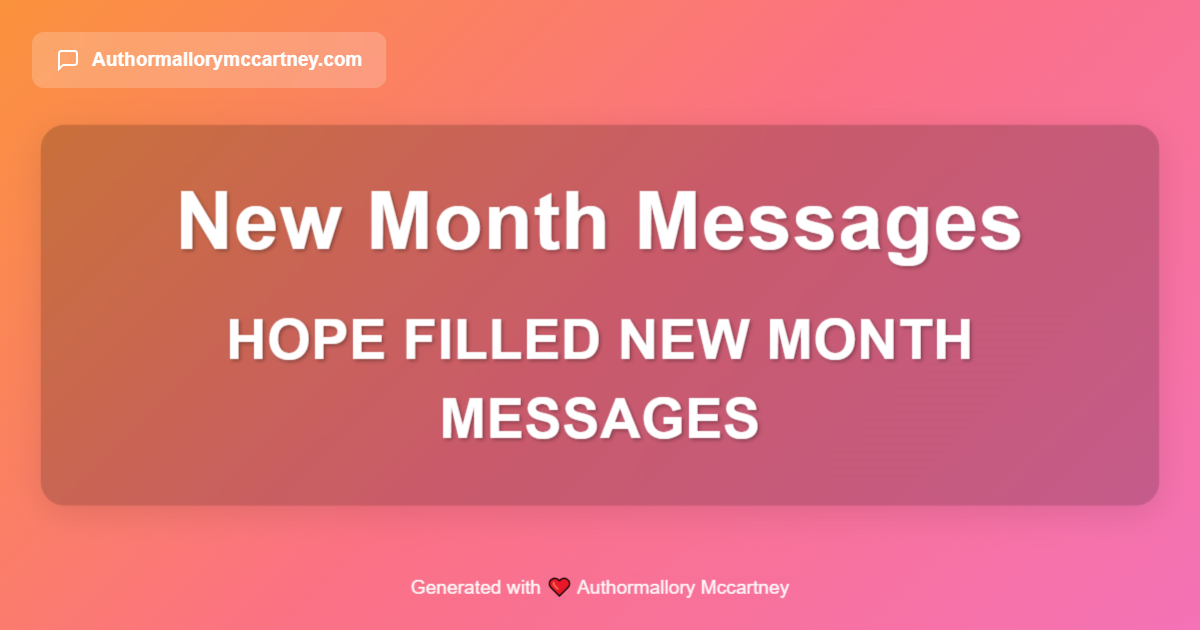 Authormallorymccartney.com
New Month Messages
HOPE FILLED NEW MONTH
MESSAGES
Generated with ❤️ Authormallory Mccartney